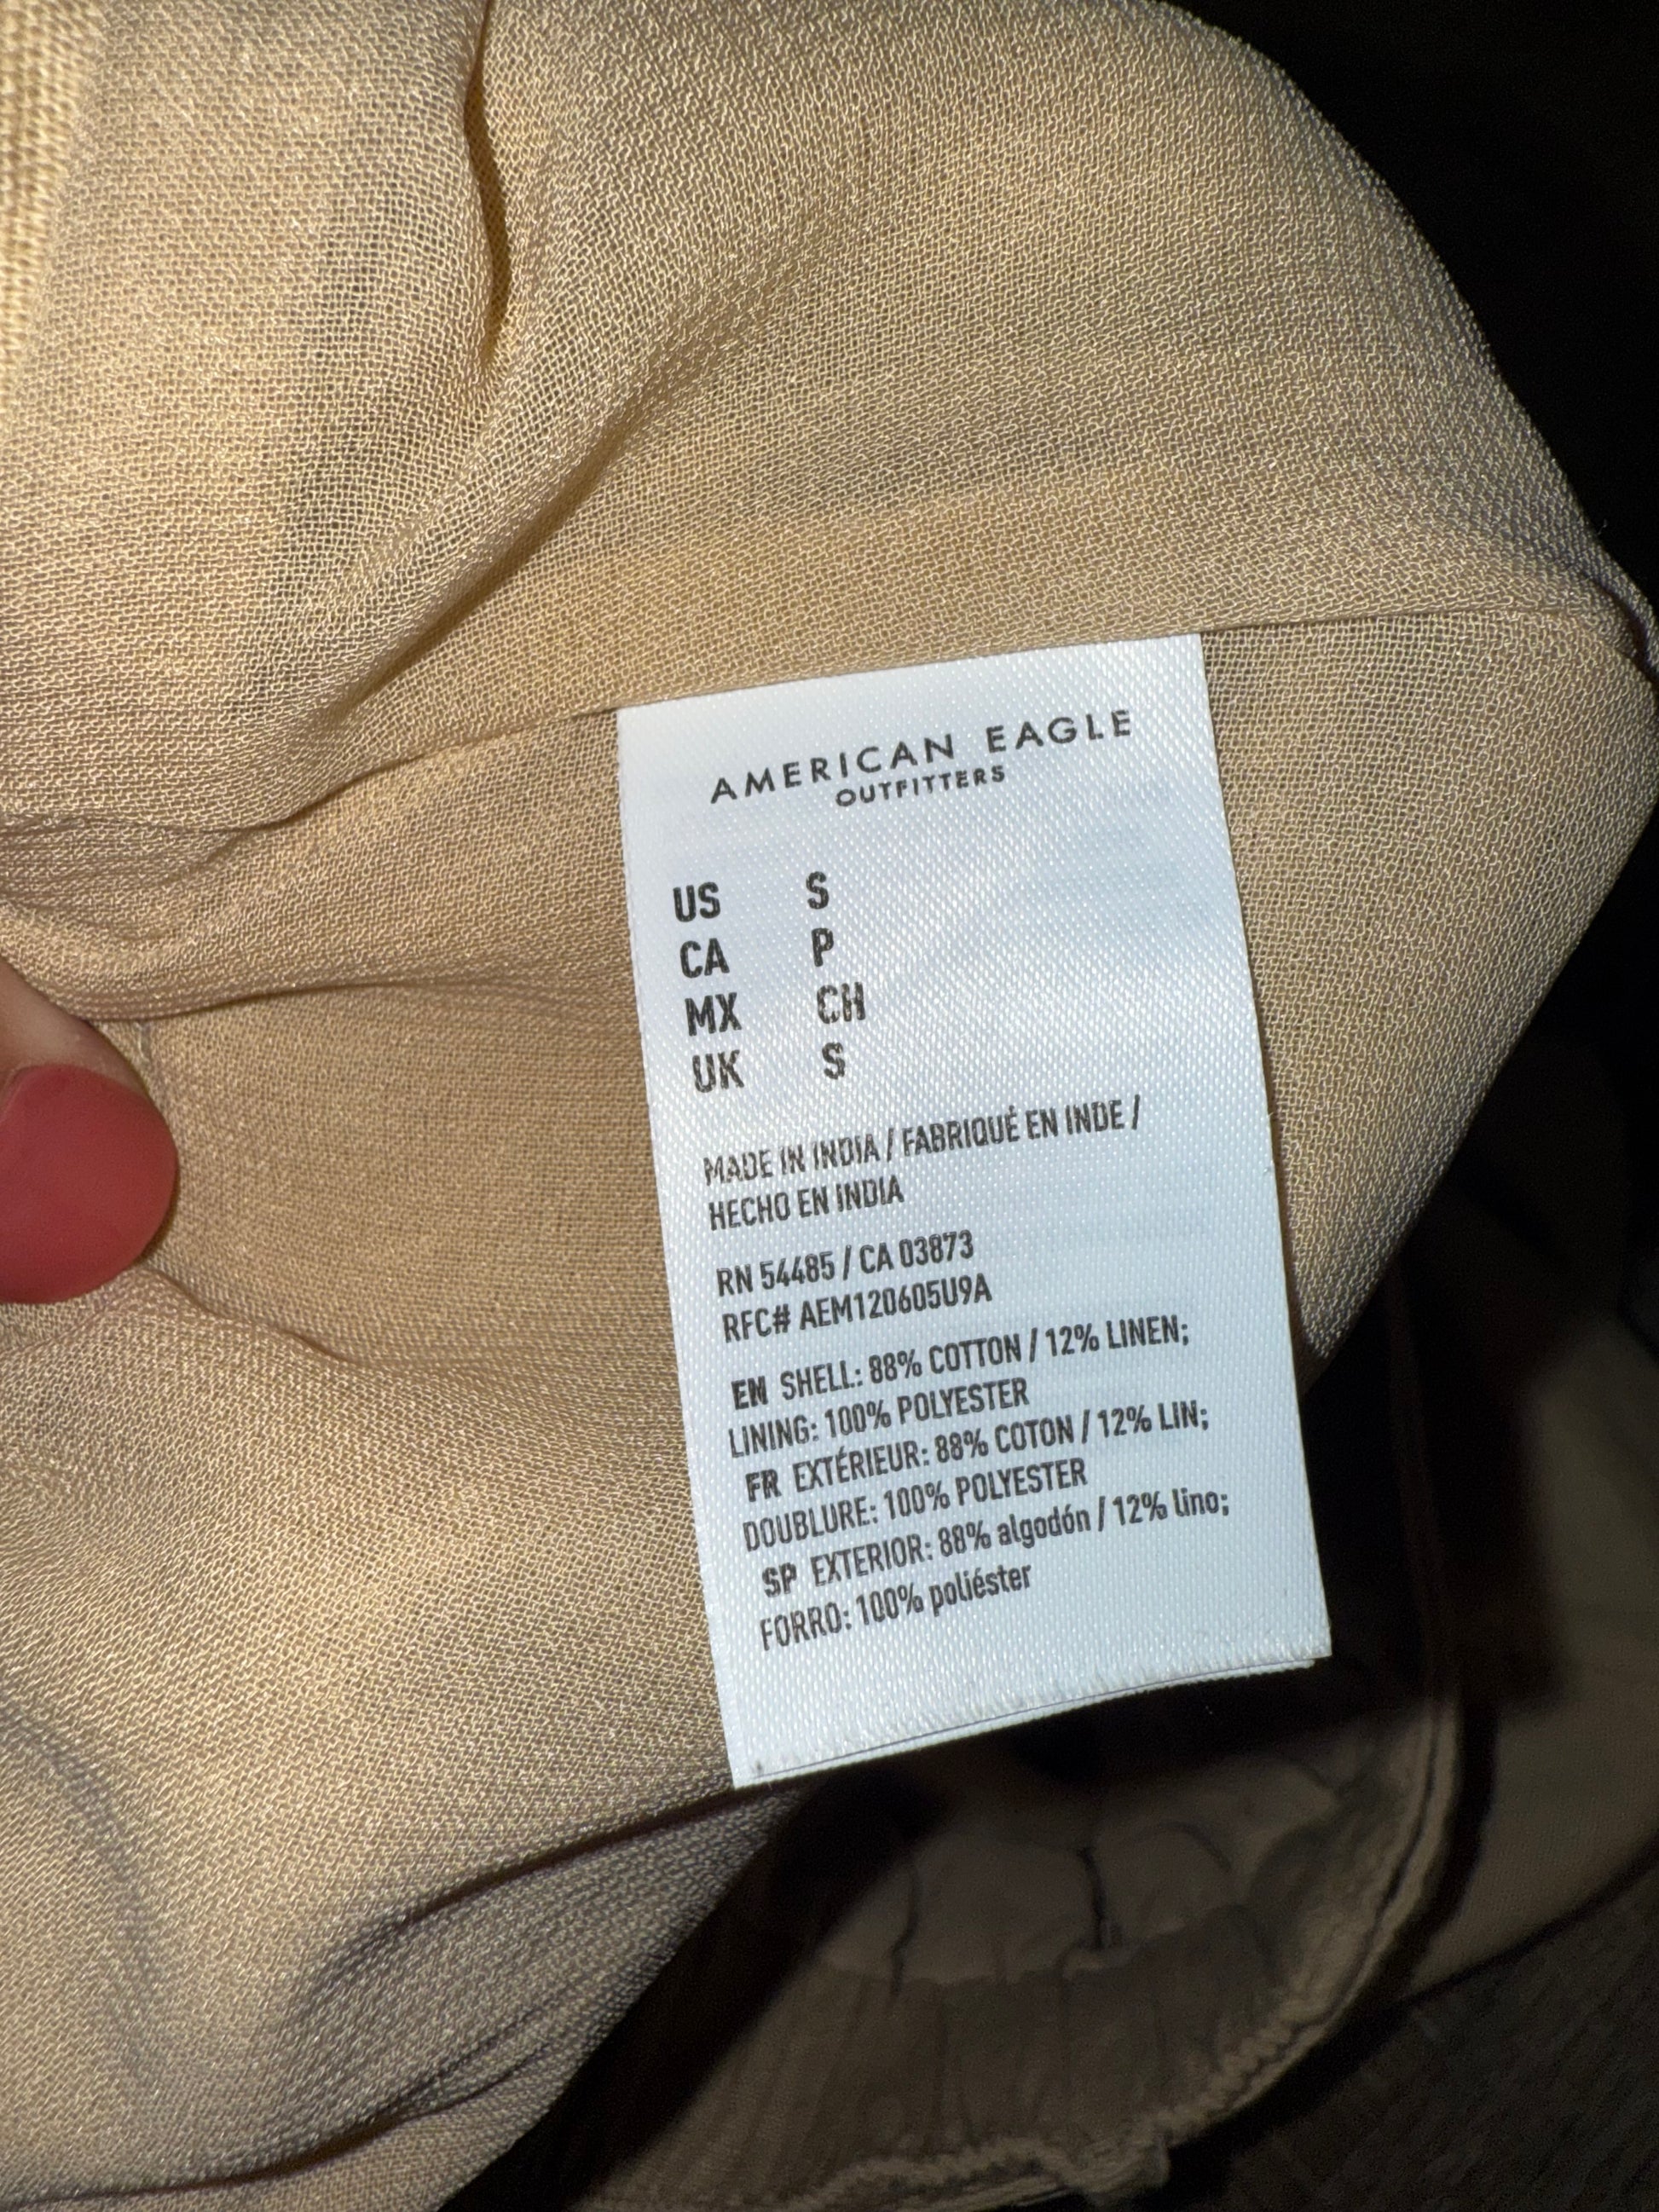 AMERICAN EAGLE
OUTFITTERS
US S
CA P
MX CH
UK S
MADE IN INDIA / FABRIQUÉ EN INDE /
HECHO EN INDIA
RN 54485 / CA 03873
RFC# AEM120605U9A
EN SHELL: 88% COTTON / 12% LINEN;
LINING: 100% POLYESTER
FR EXTÉRIEUR: 88% COTON / 12% LIN;
DOUBLURE: 100% POLYESTER
SP EXTERIOR: 88% algodón / 12% lino;
FORRO: 100% poliéster